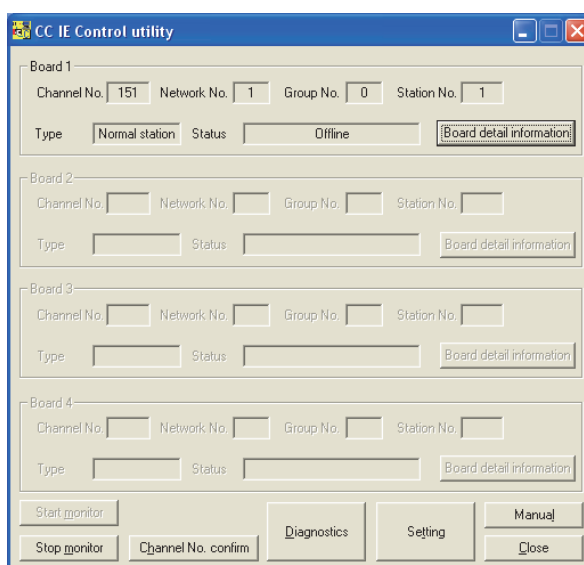 CC IE Control utility
Board 1
Channel No. 151 Network No. 1 Group No. 0 Station No. 1
Type Normal station Status Offline Board detail information
Board 2
Channel No. Network No. Group No. Station No.
Type Status Board detail information
Board 3
Channel No. Network No. Group No. Station No.
Type Status Board detail information
Board 4
Channel No. Network No. Group No. Station No.
Type Status Board detail information
Start monitor Diagnostics Setting Manual
Stop monitor Channel No. confirm Close